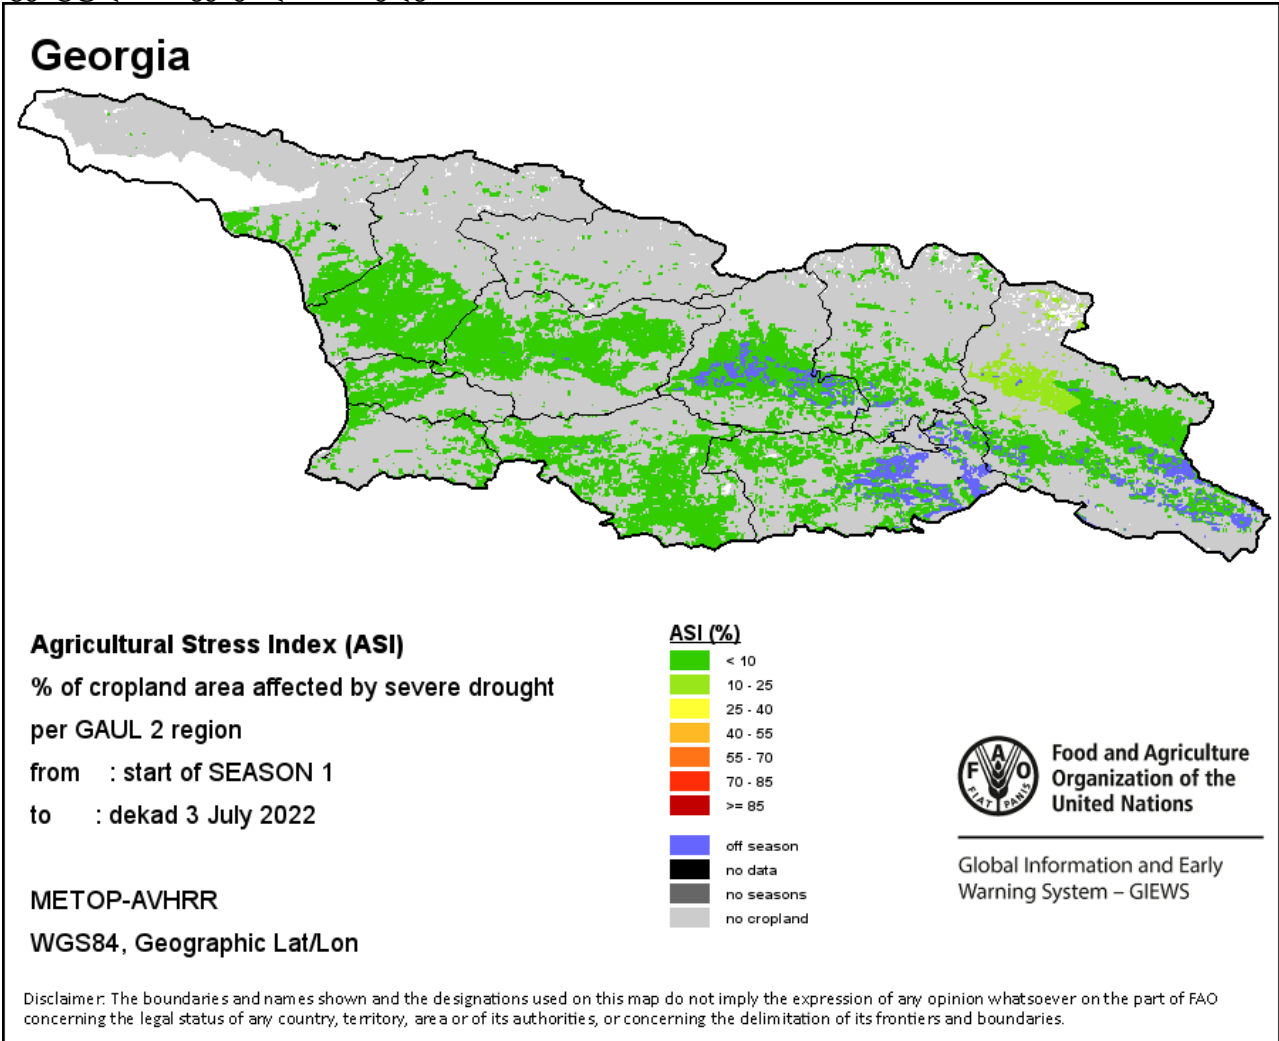 Georgia
Agricultural Stress Index (ASI)
% of cropland area affected by severe drought
per GAUL 2 region
from : start of SEASON 1
to : dekad 3 July 2022
METOP-AVHRR
WGS84, Geographic Lat/Lon
ASI (%)
< 10
10 - 25
25 - 40
40 - 55
55 - 70
70 - 85
>= 85
off season
no data
no seasons
no cropland
F A O
FIAT PANIS
Food and Agriculture
Organization of the
United Nations
Global Information and Early
Warning System – GIEWS
Disclaimer: The boundaries and names shown and the designations used on this map do not imply the expression of any opinion whatsoever on the part of FAO
concerning the legal status of any country, territory, area or of its authorities, or concerning the delimitation of its frontiers and boundaries.